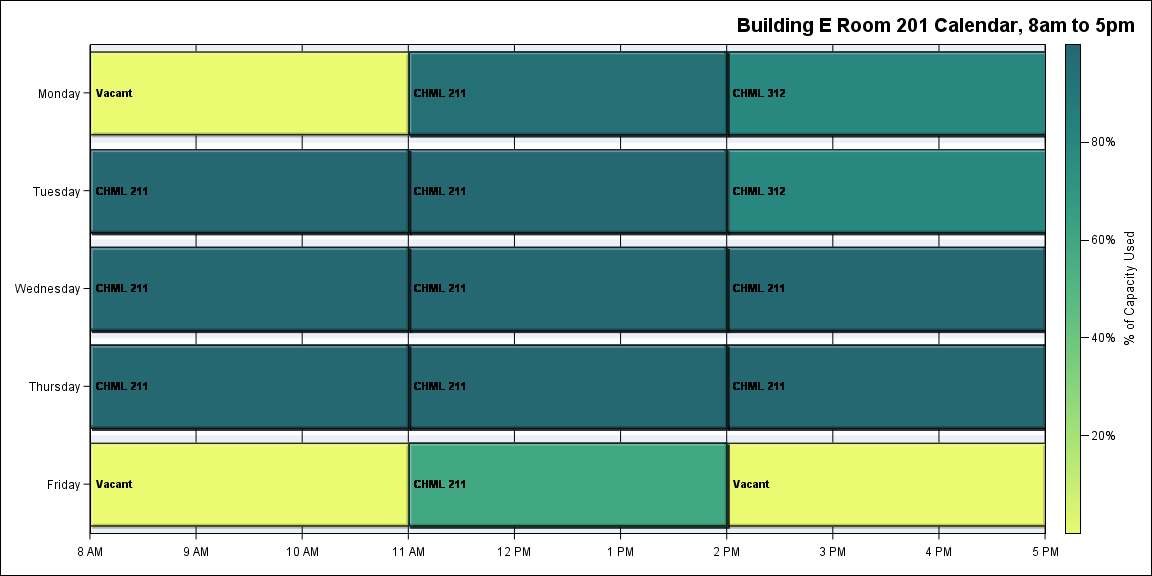 Building E Room 201 Calendar, 8am to 5pm
Monday
Vacant
CHML 211
CHML 312
Tuesday
CHML 211
CHML 211
CHML 312
Wednesday
CHML 211
CHML 211
CHML 211
Thursday
CHML 211
CHML 211
CHML 211
Friday
Vacant
CHML 211
Vacant
8 AM
9 AM
10 AM
11 AM
12 PM
1 PM
2 PM
3 PM
4 PM
5 PM
80%
60%
40%
20%
% of Capacity Used